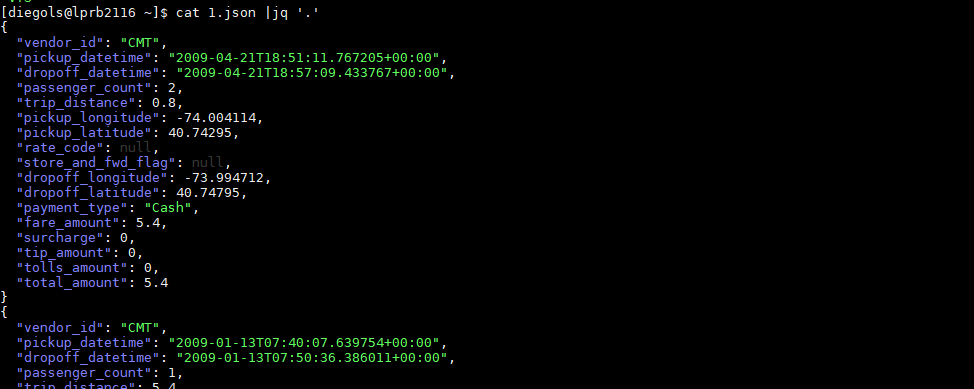 [diegols@lprb2116 ~]$ cat 1.json |jq '.'
{
  "vendor_id": "CMT",
  "pickup_datetime": "2009-04-21T18:51:11.767205+00:00",
  "dropoff_datetime": "2009-04-21T18:57:09.433767+00:00",
  "passenger_count": 2,
  "trip_distance": 0.8,
  "pickup_longitude": -74.004114,
  "pickup_latitude": 40.74295,
  "rate_code": null,
  "store_and_fwd_flag": null,
  "dropoff_longitude": -73.994712,
  "dropoff_latitude": 40.74795,
  "payment_type": "Cash",
  "fare_amount": 5.4,
  "surcharge": 0,
  "tip_amount": 0,
  "tolls_amount": 0,
  "total_amount": 5.4
}
{
  "vendor_id": "CMT",
  "pickup_datetime": "2009-01-13T07:40:07.639754+00:00",
  "dropoff_datetime": "2009-01-13T07:50:36.386011+00:00",
  "passenger_count": 1,
  "trip_distance": 5.4,